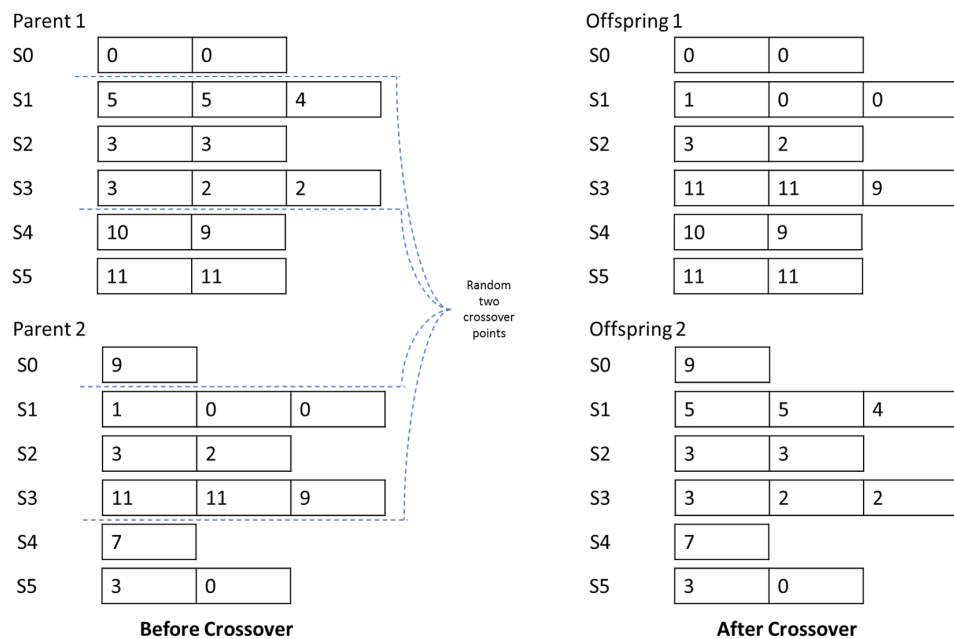 Parent 1
S0 0 0
S1 5 5 4
S2 3 3
S3 3 2 2
S4 10 9
S5 11 11
Parent 2
S0 9
S1 1 0 0
S2 3 2
S3 11 11 9
S4 7
S5 3 0
Before Crossover
Random
two
crossover
points
Offspring 1
S0 0 0
S1 1 0 0
S2 3 2
S3 11 11 9
S4 10 9
S5 11 11
Offspring 2
S0 9
S1 5 5 4
S2 3 3
S3 3 2 2
S4 7
S5 3 0
After Crossover